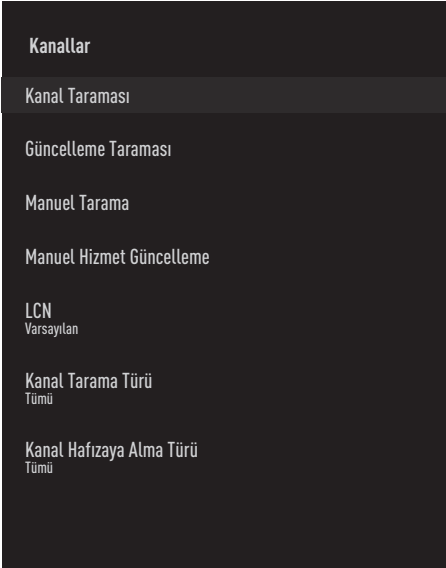 Kanallar
Kanal Taraması
Güncelleme Taraması
Manuel Tarama
Manuel Hizmet Güncelleme
LCN
Varsayılan
Kanal Tarama Türü
Tümü
Kanal Hafızaya Alma Türü
Tümü